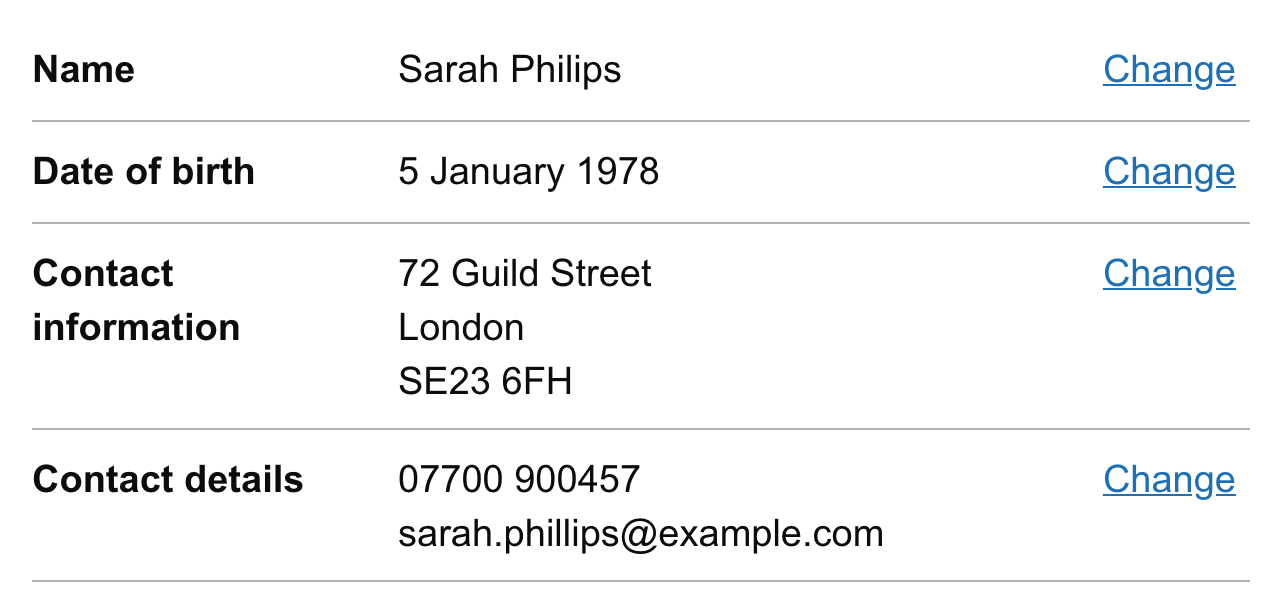 Name Sarah Philips Change
Date of birth 5 January 1978 Change
Contact information 72 Guild Street Change
London
SE23 6FH
Contact details 07700 900457 Change
sarah.phillips@example.com